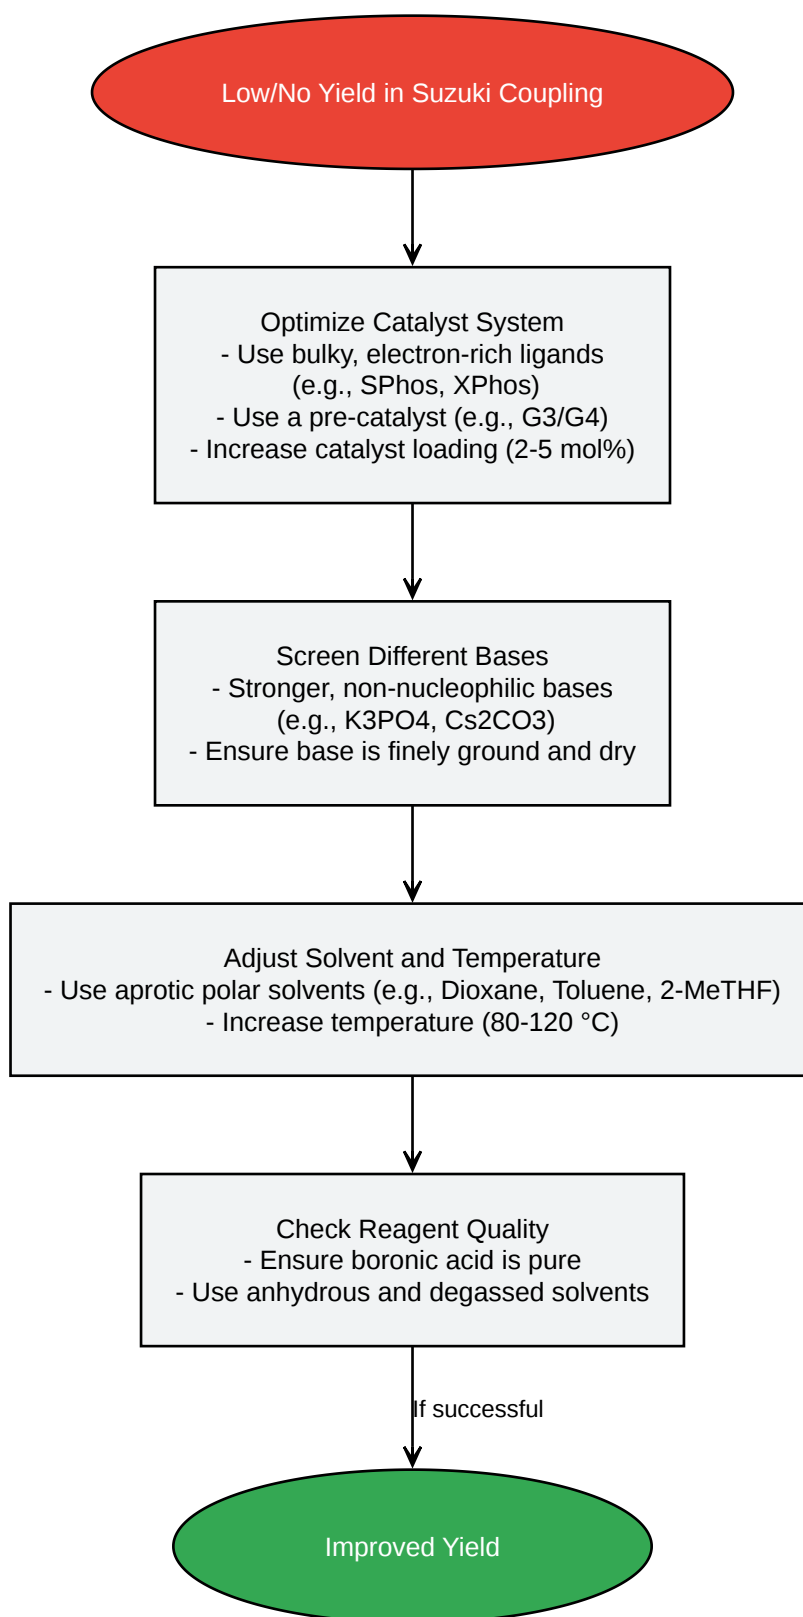 Low/No Yield in Suzuki Coupling
Optimize Catalyst System
- Use bulky, electron-rich ligands
(e.g., SPhos, XPhos)
- Use a pre-catalyst (e.g., G3/G4)
- Increase catalyst loading (2-5 mol%)
Screen Different Bases
- Stronger, non-nucleophilic bases
(e.g., K3PO4, Cs2CO3)
- Ensure base is finely ground and dry
Adjust Solvent and Temperature
- Use aprotic polar solvents (e.g., Dioxane, Toluene, 2-MeTHF)
- Increase temperature (80-120 °C)
Check Reagent Quality
- Ensure boronic acid is pure
- Use anhydrous and degassed solvents
If successful
Improved Yield